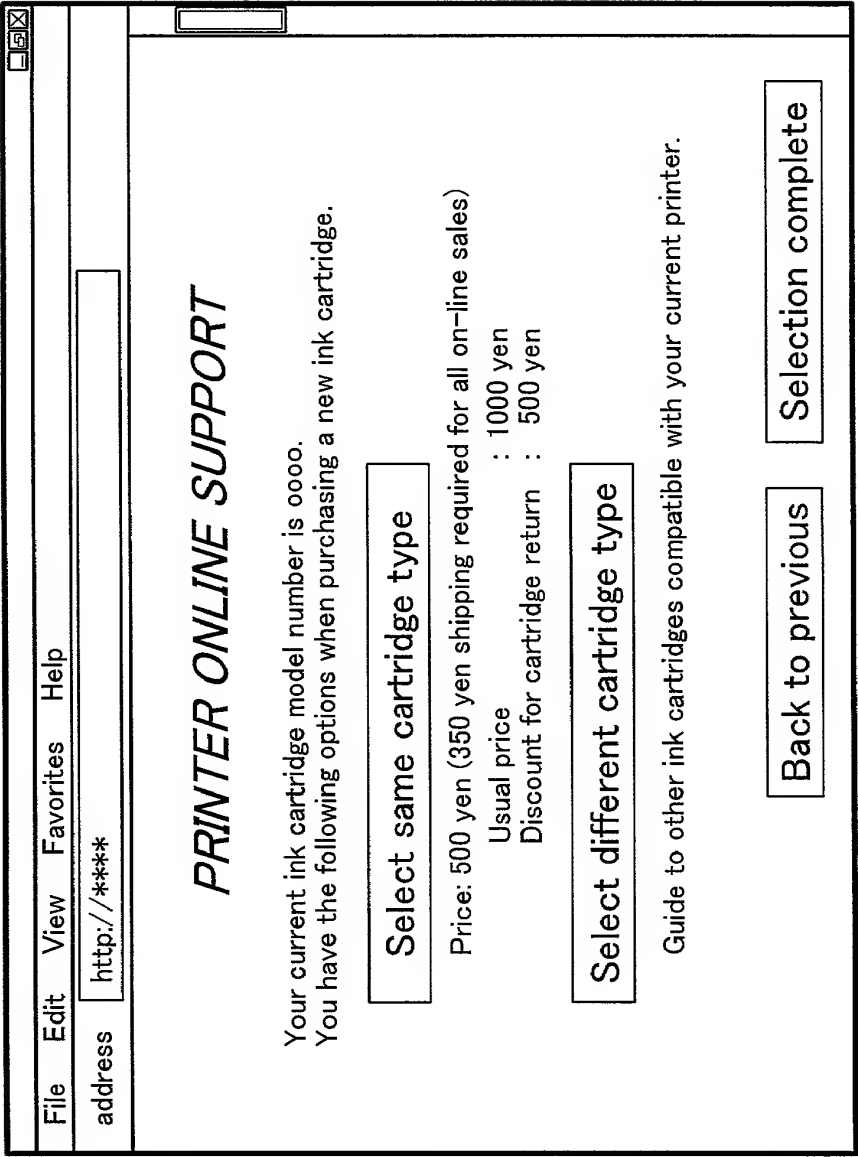 File Edit View Favorites Help
address http://****
PRINTER ONLINE SUPPORT
Your current ink cartridge model number is oooo.
You have the following options when purchasing a new ink cartridge.
Select same cartridge type
Price: 500 yen (350 yen shipping required for all on-line sales)
Usual price : 1000 yen
Discount for cartridge return : 500 yen
Select different cartridge type
Guide to other ink cartridges compatible with your current printer.
Back to previous Selection complete